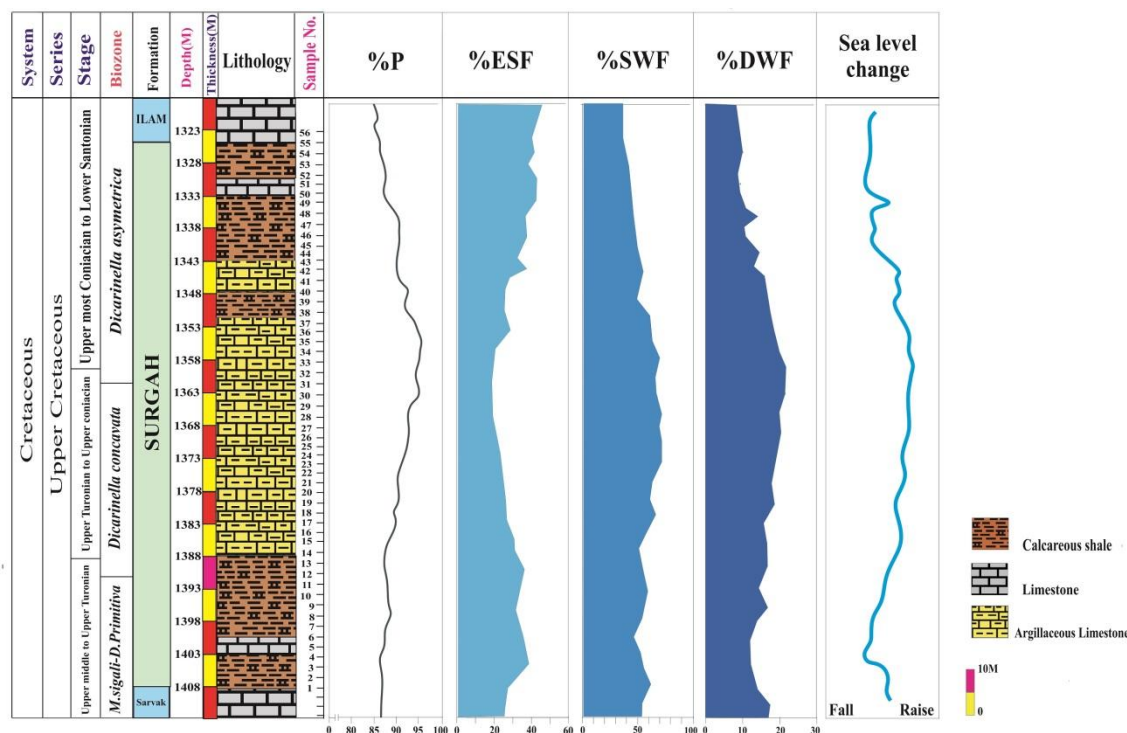 System
Series
Stage
Biozone
Formation
Depth(M)
Thickness(M)
Lithology
Sample No.
%P
%ESF
%SWF
%DWF
Sea level
change
Cretaceous
Upper Cretaceous
Upper most Coniacian to Lower Santonian
Upper Turonian to Upper coniacian
Upper middle to Upper Turonian
Dicarinella asymetrica
Dicarinella concavata
M.sigali-D.Primitiva
ILAM
SURGAH
Sarvak
1323
1328
1333
1338
1343
1348
1353
1358
1363
1368
1373
1378
1383
1388
1393
1398
1403
1408
56
54
53
52
51
50
49
48
47
46
45
44
43
42
41
40
39
38
36
35
34
33
32
31
30
29
28
27
26
25
24
23
22
21
20
19
18
17
16
15
14
12
11
10
9
8
7
6
5
4
3
2
1
0 80 85 90 95 100
0 20 40 60
0 50 100
0 10 20 30
Fall Raise
Calcareous shale
Limestone
Argillaceous Limestone
10M
0